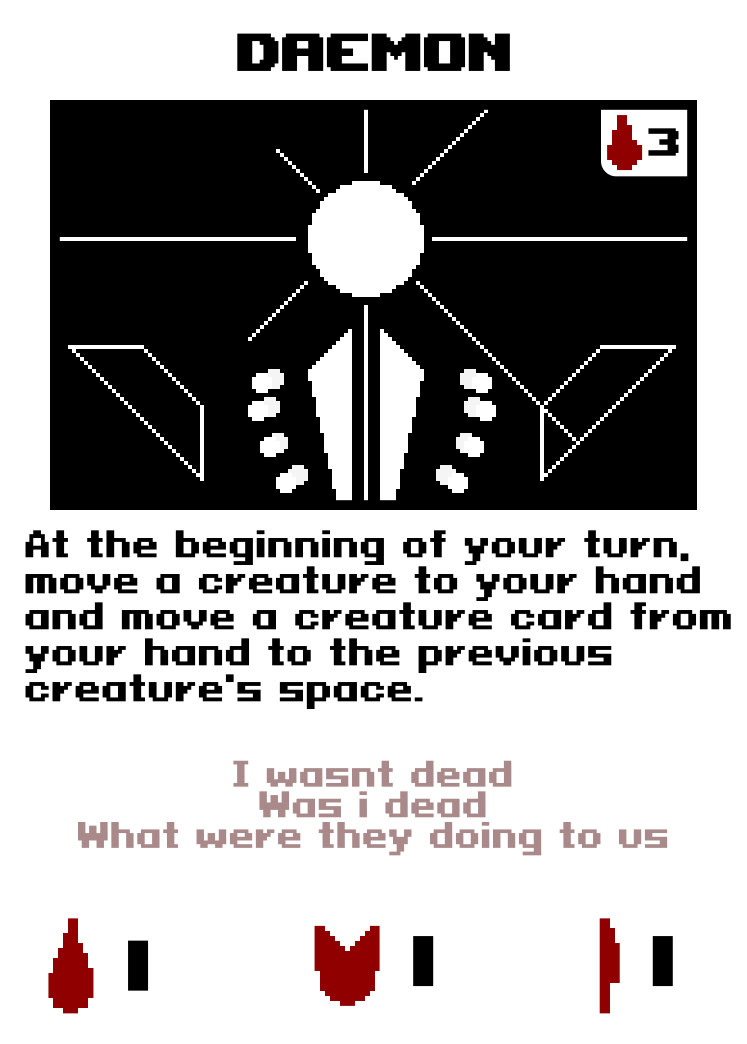 DAEMON
3
At the beginning of your turn,
move a creature to your hand
and move a creature card from
your hand to the previous
creature's space.
I wasnt dead
Was i dead
What were they doing to us
1 1 1